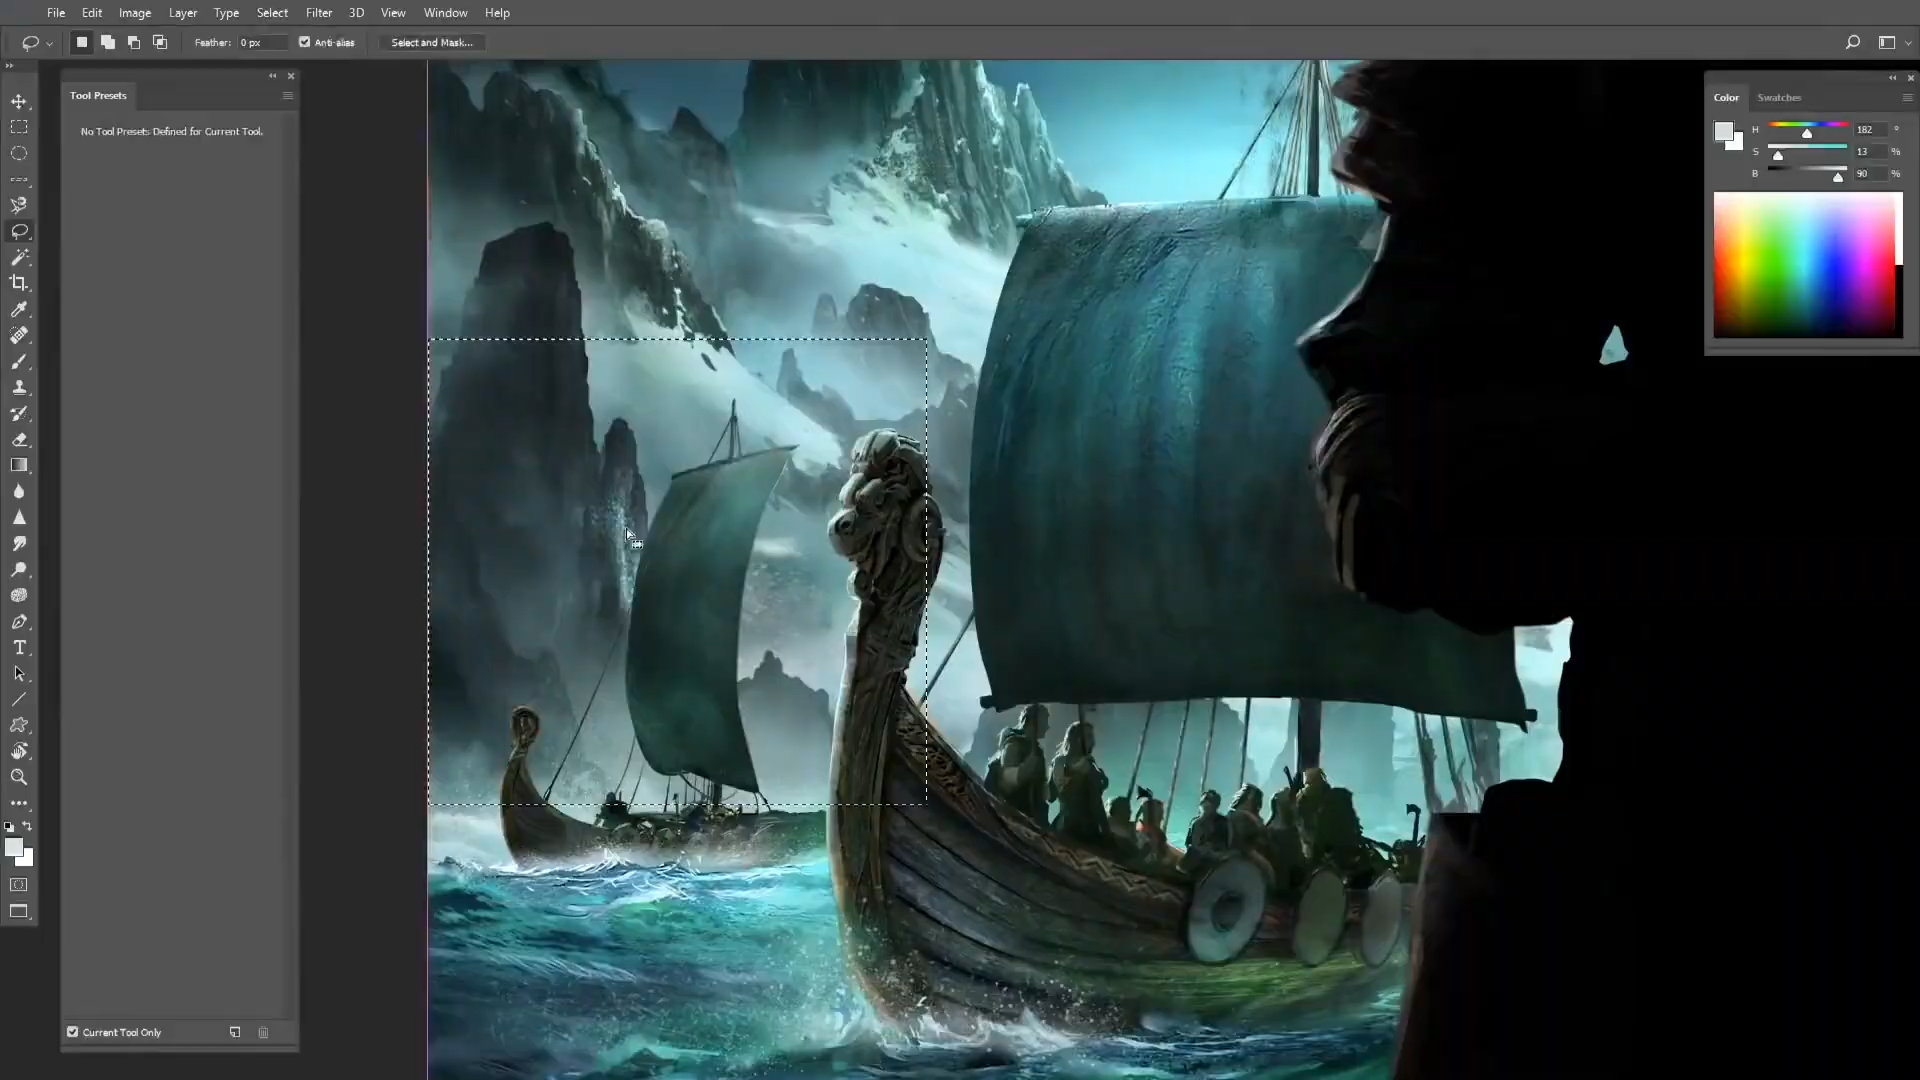 File Edit Image Layer Type Select Filter 3D View Window Help
Feather: 0 px Anti-alias Select and Mask...
Tool Presets
No Tool Presets Defined for Current Tool.
Current Tool Only
Color Swatches
H 182 °
S 13 %
B 90 %